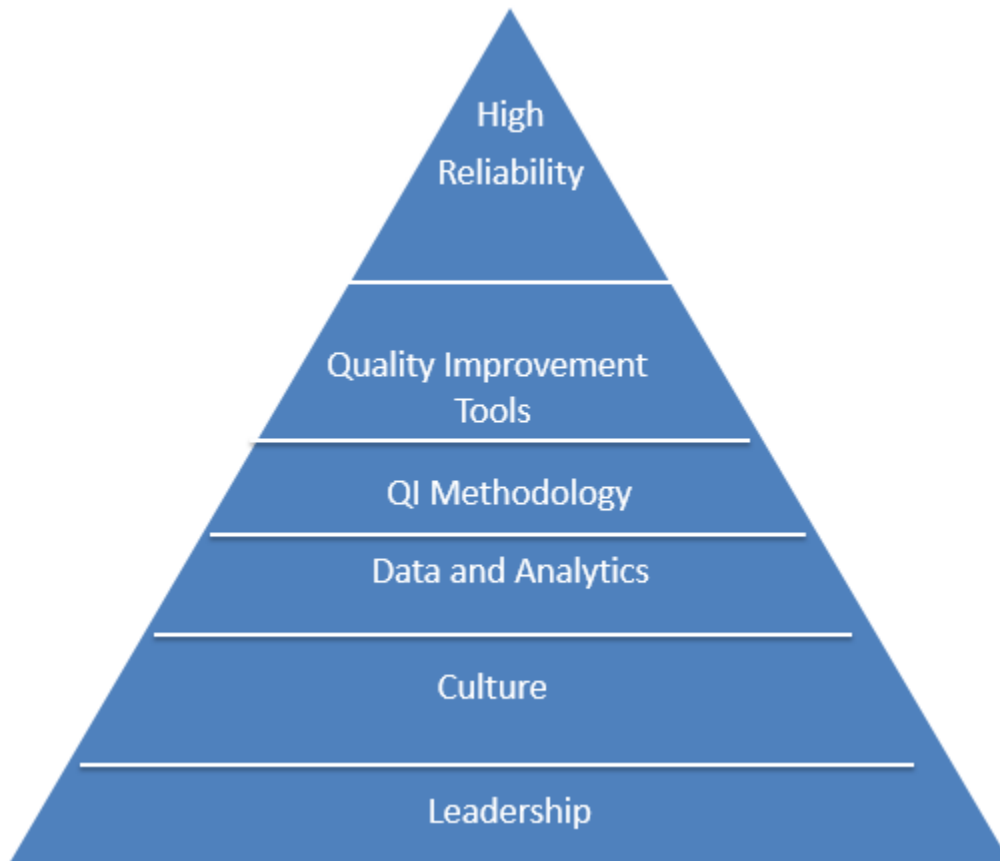 High
Reliability
Quality Improvement
Tools
QI Methodology
Data and Analytics
Culture
Leadership